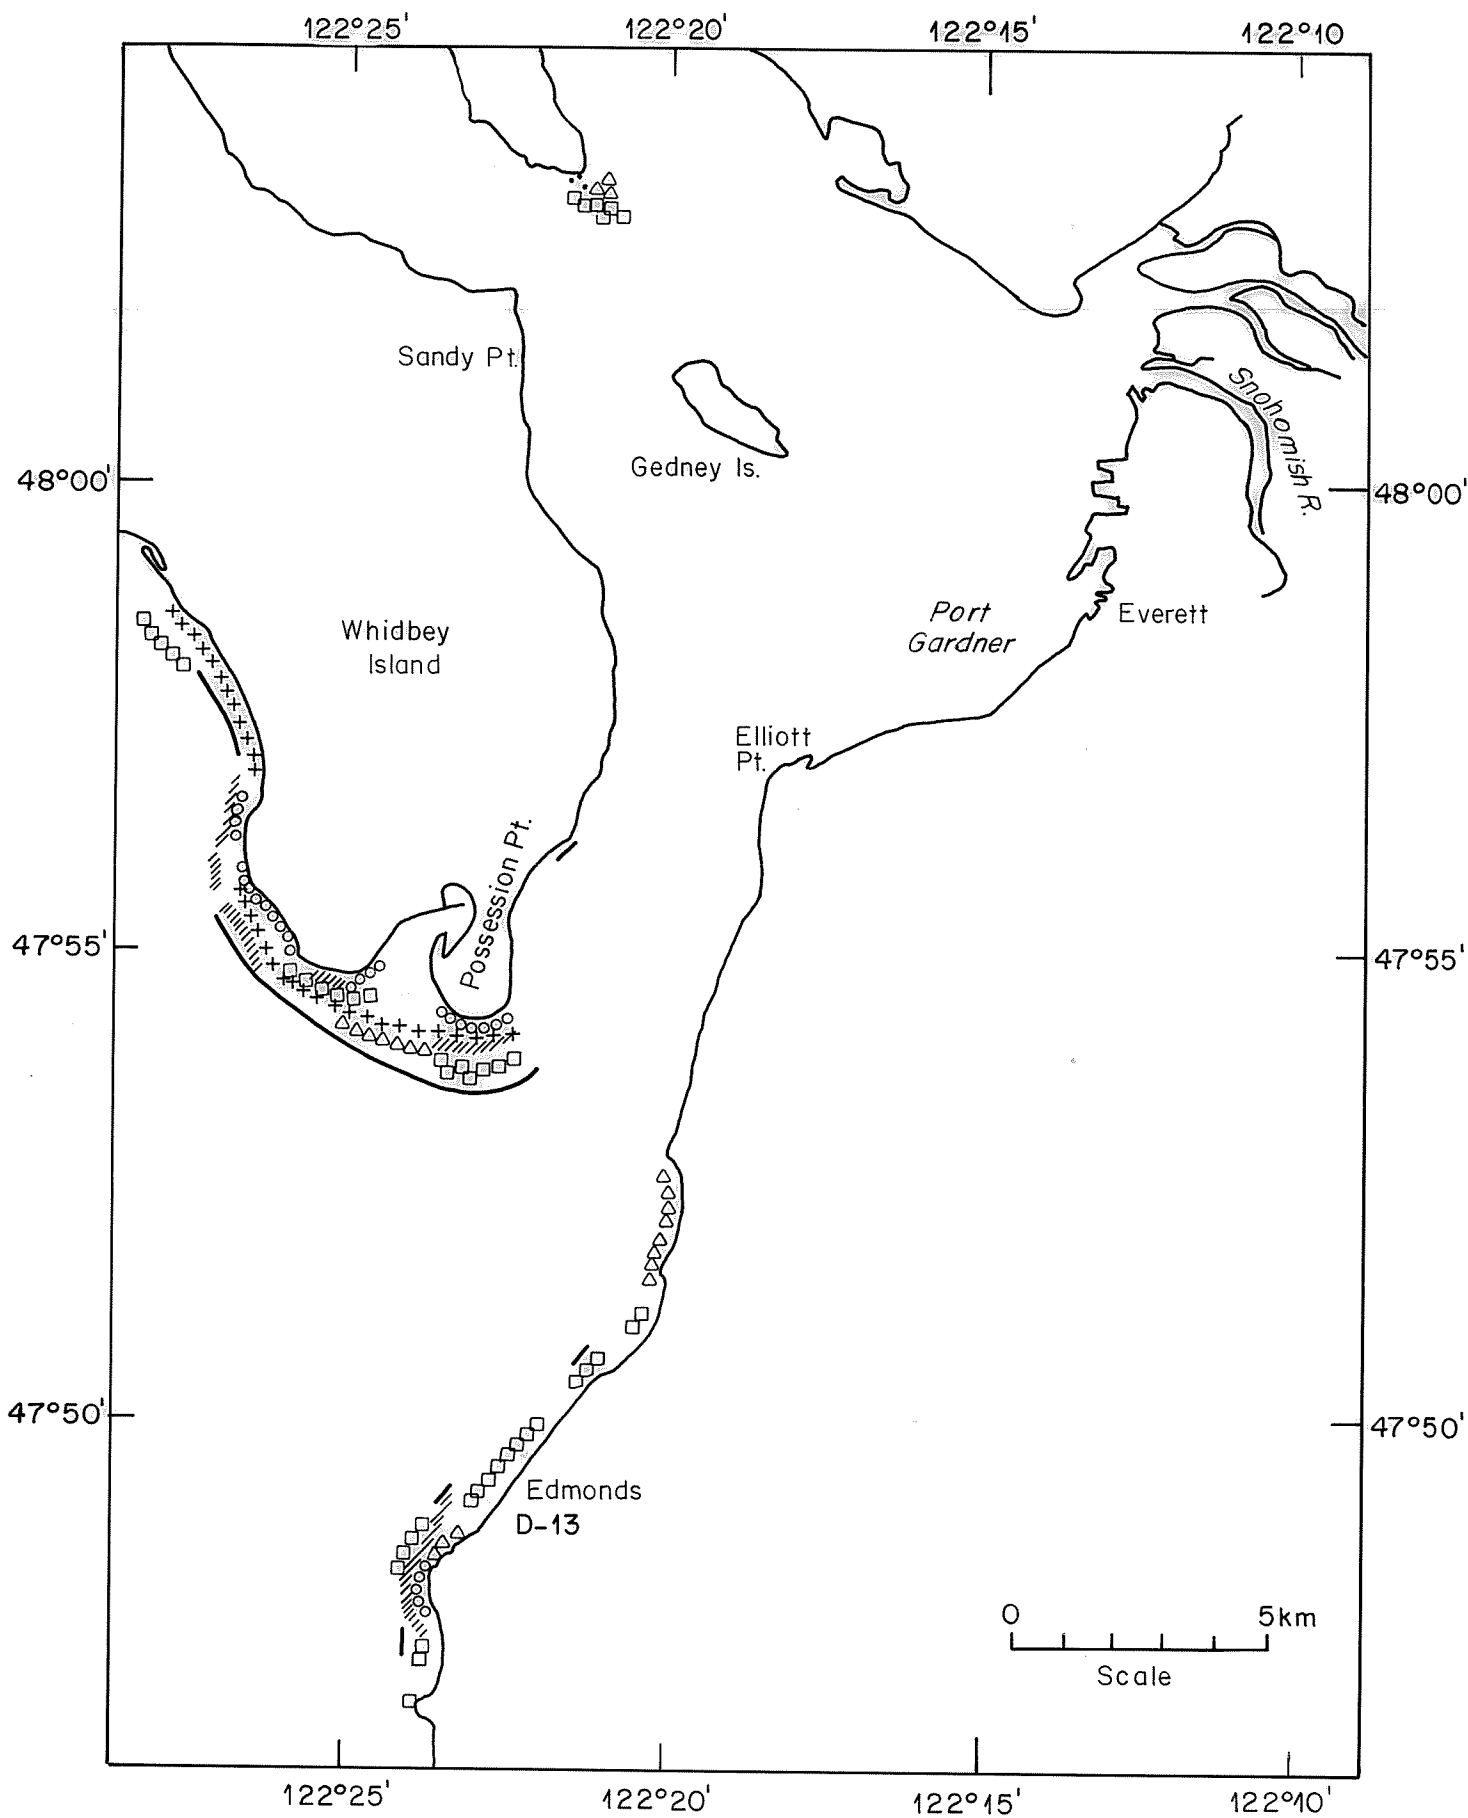 122°25'
122°20'
122°15'
122°10'
Sandy Pt.
Gedney Is.
Snohomish R.
48°00'
48°00'
Whidbey
Island
Port
Gardner
Everett
Elliott
Pt.
Possession Pt.
47°55'
47°55'
47°50'
47°50'
Edmonds
D-13
0
5km
Scale
122°25'
122°20'
122°15'
122°10'